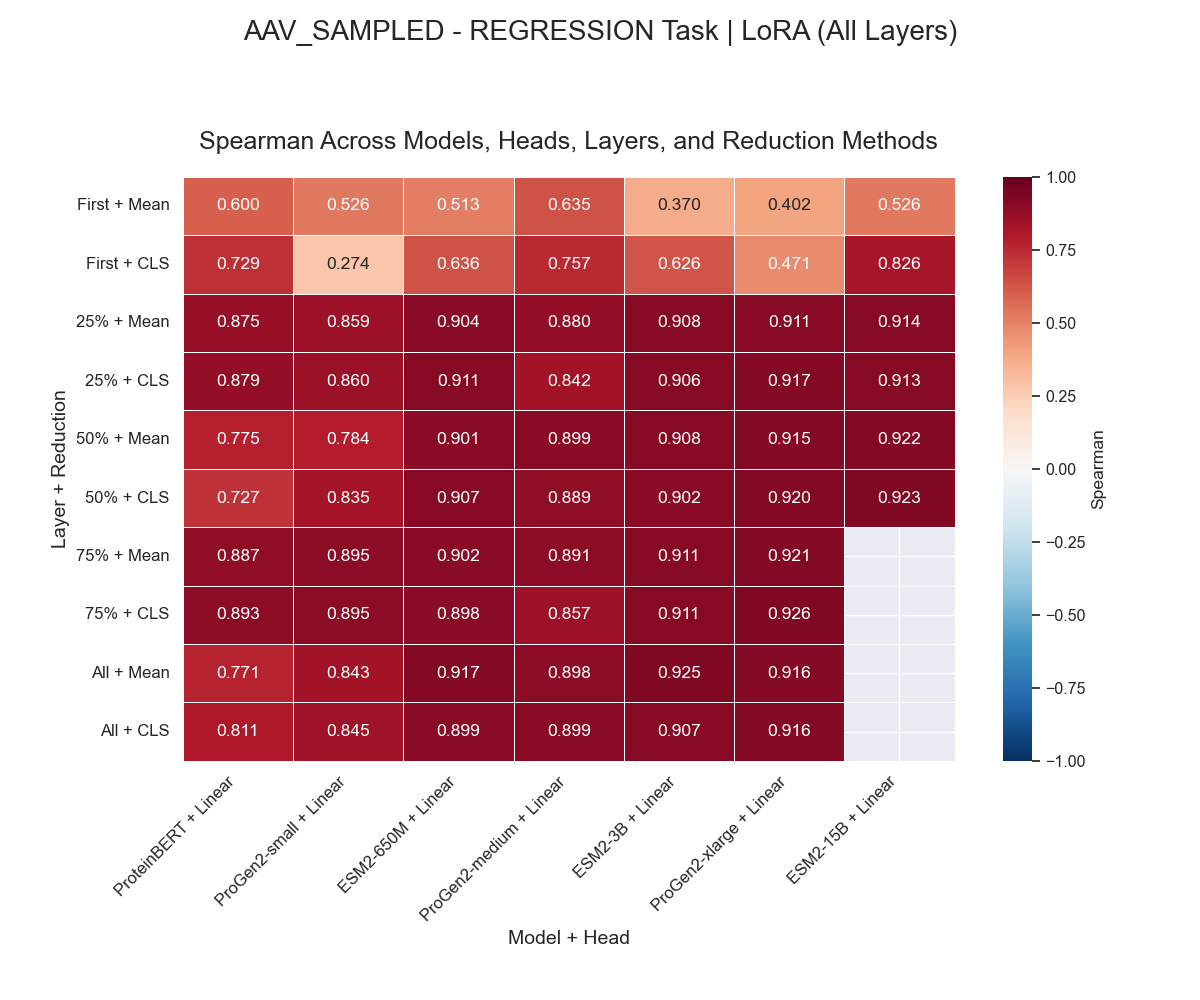 AAV_SAMPLED - REGRESSION Task | LoRA (All Layers)
Spearman Across Models, Heads, Layers, and Reduction Methods
Layer + Reduction
First + Mean 0.600 0.526 0.513 0.635 0.370 0.402 0.526
First + CLS 0.729 0.274 0.636 0.757 0.626 0.471 0.826
25% + Mean 0.875 0.859 0.904 0.880 0.908 0.911 0.914
25% + CLS 0.879 0.860 0.911 0.842 0.906 0.917 0.913
50% + Mean 0.775 0.784 0.901 0.899 0.908 0.915 0.922
50% + CLS 0.727 0.835 0.907 0.889 0.902 0.920 0.923
75% + Mean 0.887 0.895 0.902 0.891 0.911 0.921
75% + CLS 0.893 0.895 0.898 0.857 0.911 0.926
All + Mean 0.771 0.843 0.917 0.898 0.925 0.916
All + CLS 0.811 0.845 0.899 0.899 0.907 0.916
ProteinBERT + Linear
ProGen2-small + Linear
ESM2-650M + Linear
ProGen2-medium + Linear
ESM2-3B + Linear
ProGen2-xlarge + Linear
ESM2-15B + Linear
Model + Head
1.00
0.75
0.50
0.25
0.00
−0.25
−0.50
−0.75
−1.00
Spearman